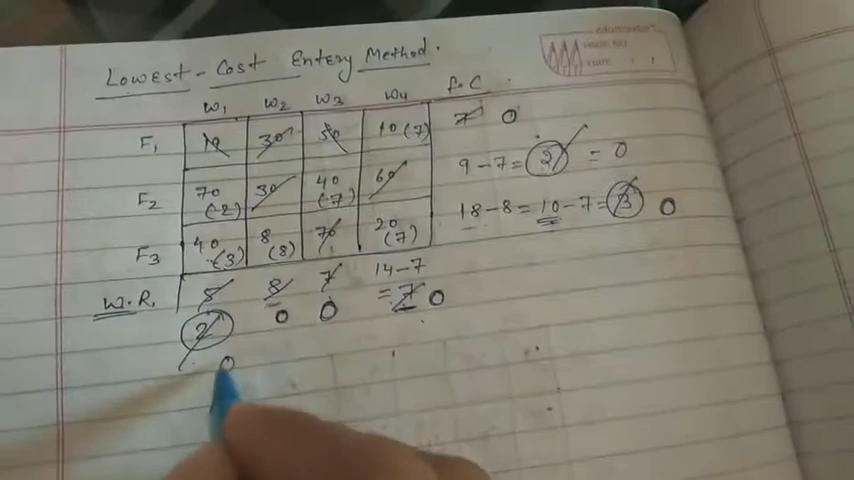 Lowest-Cost Entery Method.
W1 W2 W3 W4 F.C
F1 10 30 50 10(7) 7 0
F2 70(2) 30 40(7) 60 9-7=2 =0
F3 40(3) 8(8) 70 20(7) 18-8=10-7=3 0
W.R. 5 8 7 14-7
2 0 0 =7 0
0